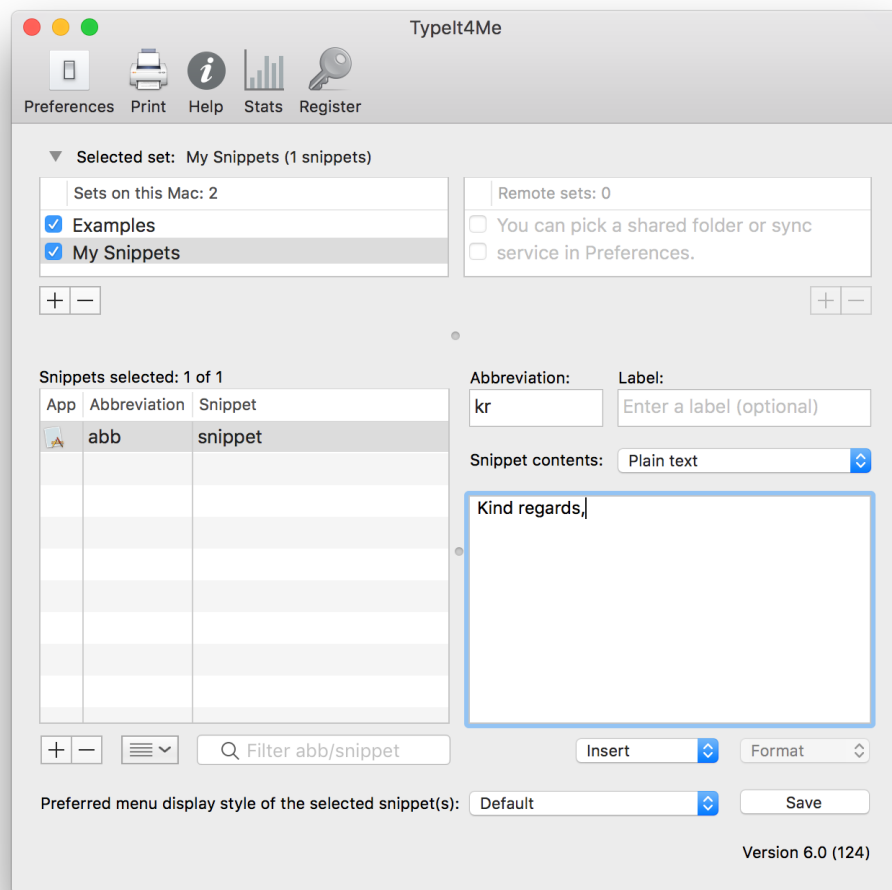 TypeIt4Me
Preferences Print Help Stats Register
Selected set: My Snippets (1 snippets)
Sets on this Mac: 2
Examples
My Snippets
Remote sets: 0
You can pick a shared folder or sync
service in Preferences.
Snippets selected: 1 of 1
App Abbreviation Snippet
abb snippet
Abbreviation: Label:
kr Enter a label (optional)
Snippet contents: Plain text
Kind regards,
Filter abb/snippet
Insert Format
Preferred menu display style of the selected snippet(s): Default Save
Version 6.0 (124)